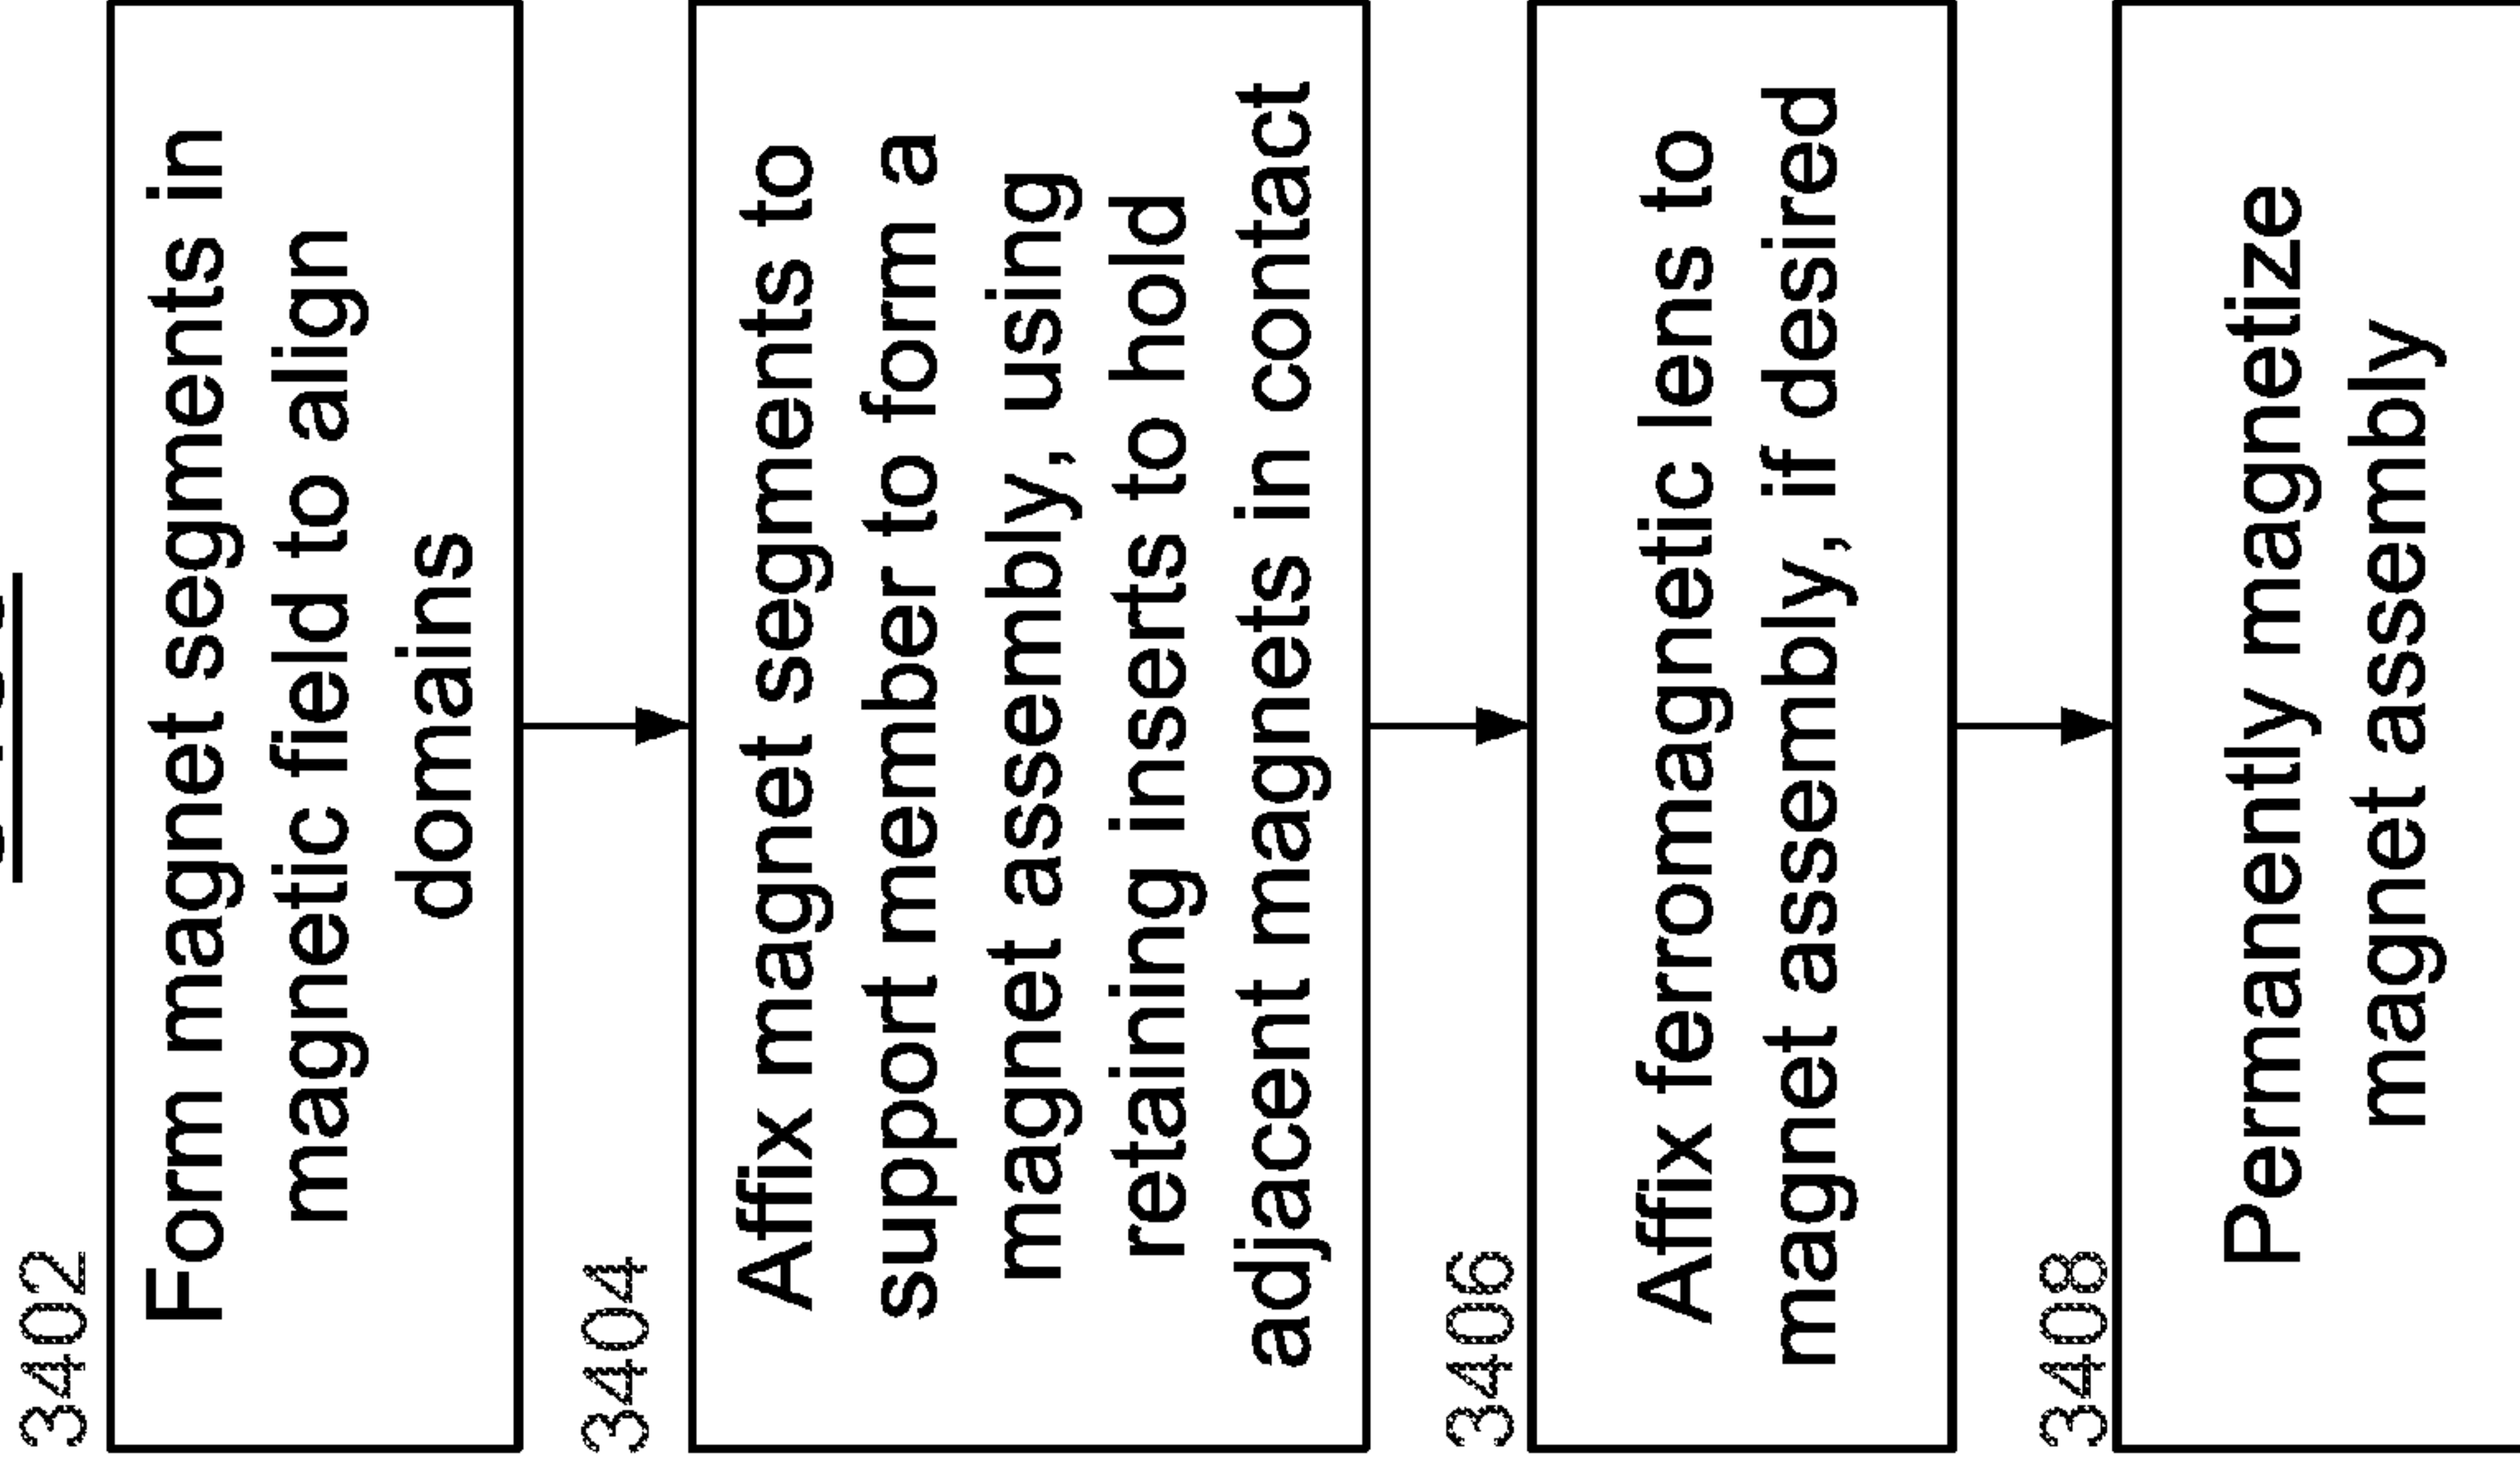 3402
Form magnet segments in
magnetic field to align
domains
3404
Affix magnet segments to
support member to form a
magnet assembly, using
retaining inserts to hold
adjacent magnets in contact
3406
Affix ferromagnetic lens to
magnet assembly, if desired
3408
Permanently magnetize
magnet assembly